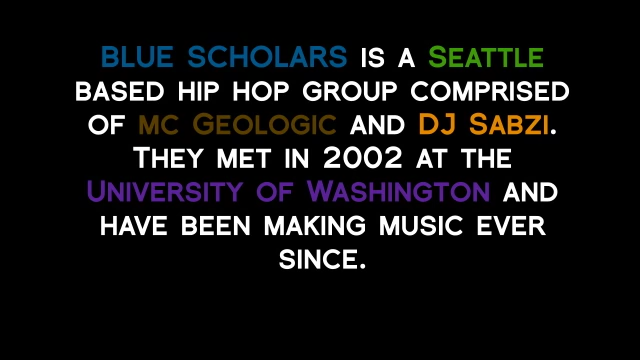 BLUE SCHOLARS IS A SEATTLE
BASED HIP HOP GROUP COMPRISED
OF MC GEOLOGIC AND DJ SABZI.
THEY MET IN 2002 AT THE
UNIVERSITY OF WASHINGTON AND
HAVE BEEN MAKING MUSIC EVER
SINCE.